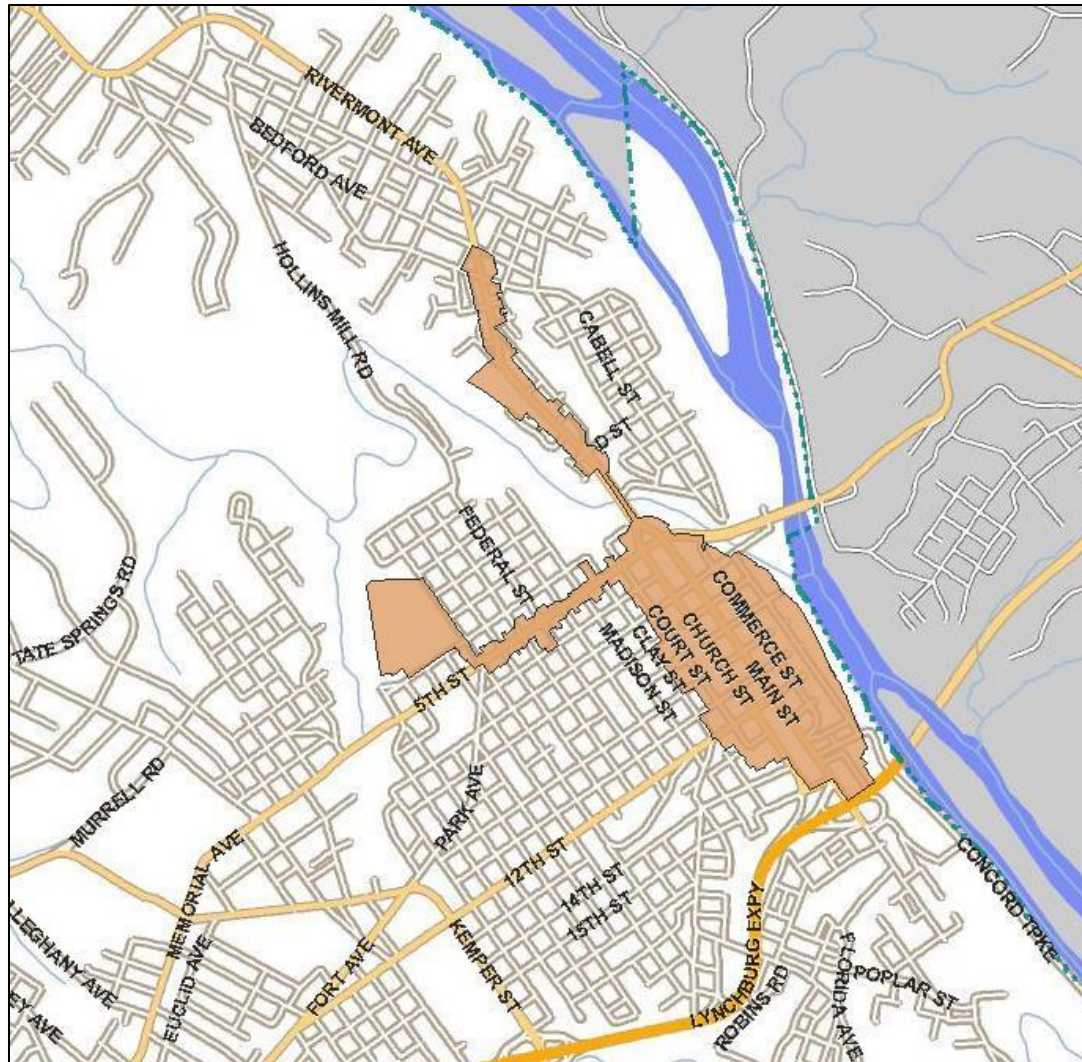 RIVERMONT AVE
BEDFORD AVE
HOLLINS MILL RD
CABELL ST
D ST
FEDERAL ST
TATE SPRINGS RD
COMMERCE ST
CHURCH ST
MAIN ST
COURT ST
CLAY ST
MADISON ST
5TH ST
MURRELL RD
PARK AVE
12TH ST
14TH ST
15TH ST
MEMORIAL AVE
CONCORD TPKE
KEMPER ST
LYNCHBURG EXPY
LLEGHANY AVE
EUCLID AVE
FORT AVE
ROBINS RD
FLORIDA AVE
POPLAR ST
EY AVE